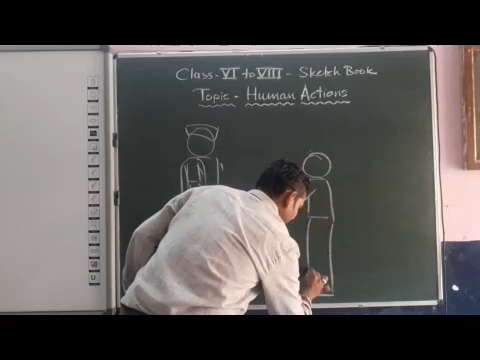 Class - VI to VIII - Sketch Book
Topic - Human Actions